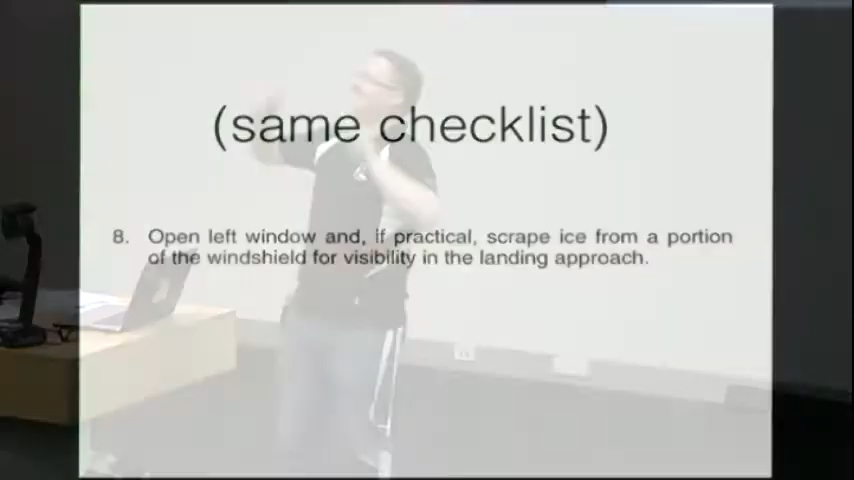 (same checklist)
8. Open left window and, if practical, scrape ice from a portion
of the windshield for visibility in the landing approach.